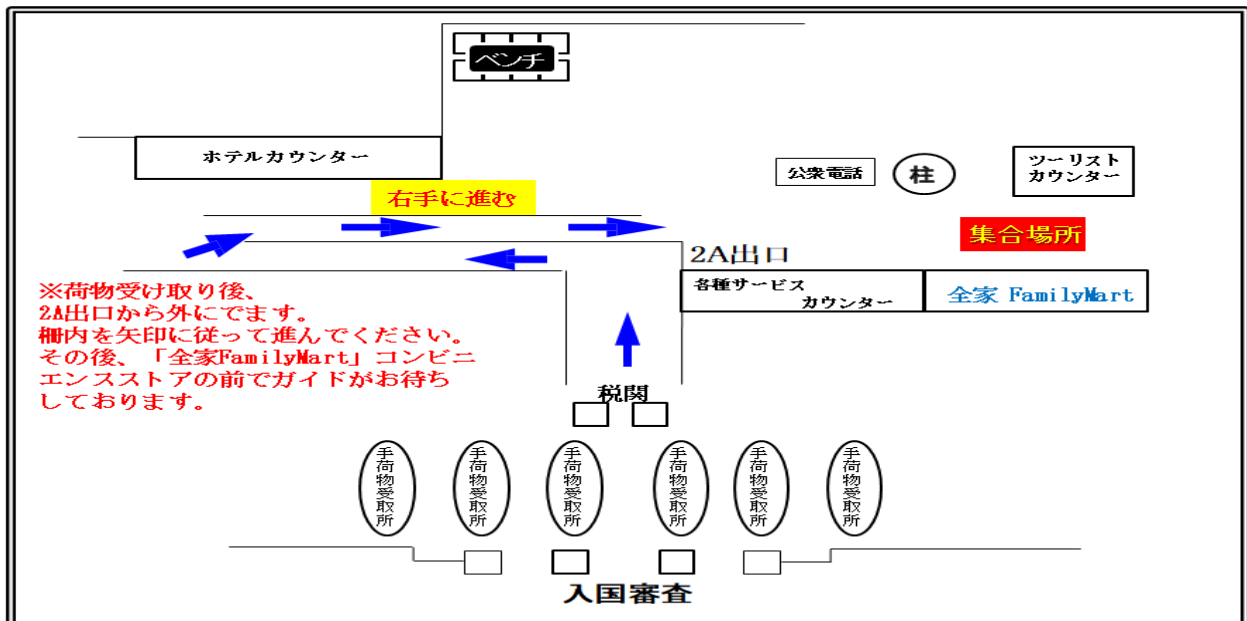 ベンチ
ホテルカウンター
公衆電話
柱
ツーリスト
カウンター
右手に進む
集合場所
2A出口
各種サービス
カウンター
全家 FamilyMart
※荷物受け取り後、
2A出口から外にでます。
柵内を矢印に従って進んでください。
その後、「全家FamilyMart」コンビニ
エンスストアの前でガイドがお待ち
しております。
税関
手荷物受取所
手荷物受取所
手荷物受取所
手荷物受取所
手荷物受取所
手荷物受取所
入国審査